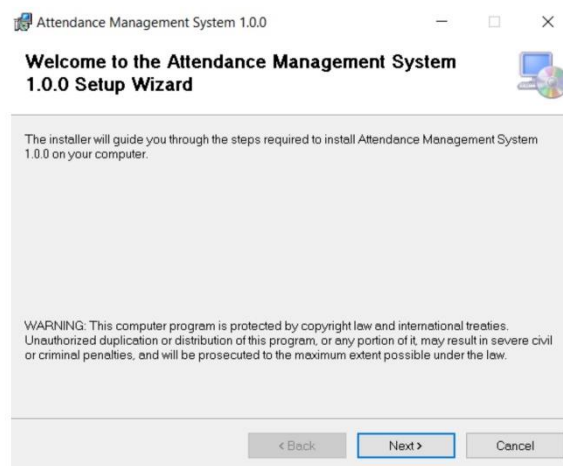 Attendance Management System 1.0.0
Welcome to the Attendance Management System
1.0.0 Setup Wizard
The installer will guide you through the steps required to install Attendance Management System
1.0.0 on your computer.
WARNING: This computer program is protected by copyright law and international treaties.
Unauthorized duplication or distribution of this program, or any portion of it, may result in severe civil
or criminal penalties, and will be prosecuted to the maximum extent possible under the law.
< Back Next > Cancel